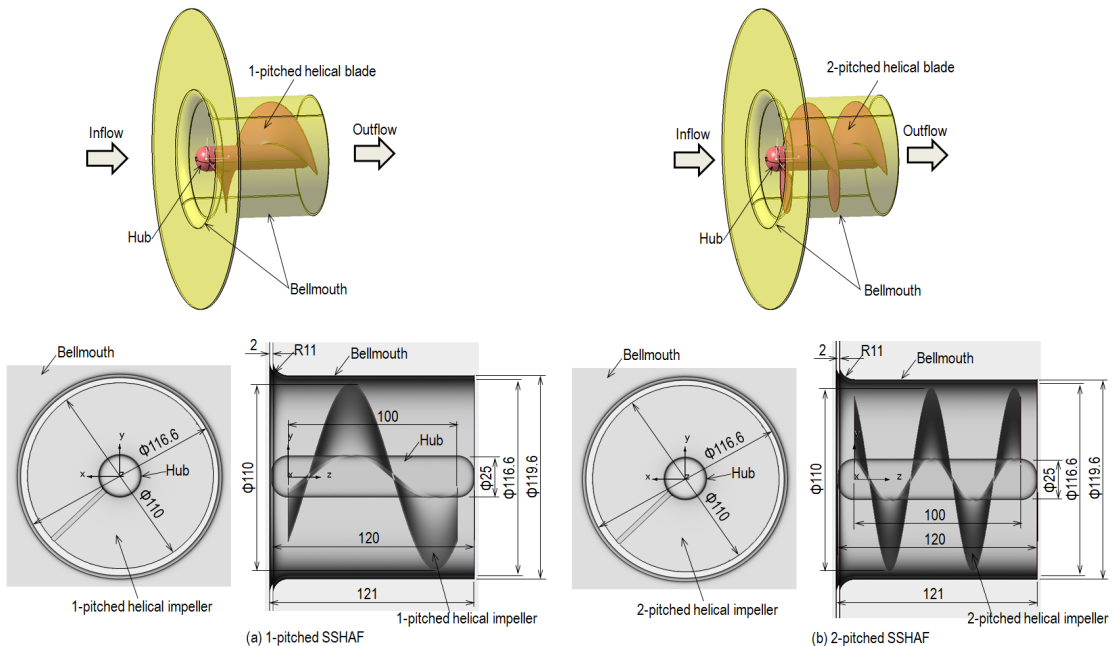 1-pitched helical blade
Inflow
Outflow
Hub
Bellmouth
2-pitched helical blade
Inflow
Outflow
Hub
Bellmouth
Bellmouth
y
x
z
Φ116.6
Hub
Φ110
1-pitched helical impeller
2
R11
Bellmouth
100
Hub
y
x
z
Φ110
Φ25
Φ116.6
Φ119.6
120
121
1-pitched helical impeller
(a) 1-pitched SSHAF
Bellmouth
y
x
z
Φ116.6
Hub
Φ110
2-pitched helical impeller
2
R11
Bellmouth
y
x
z
Hub
Φ110
Φ25
Φ116.6
Φ119.6
100
120
121
2-pitched helical impeller
(b) 2-pitched SSHAF